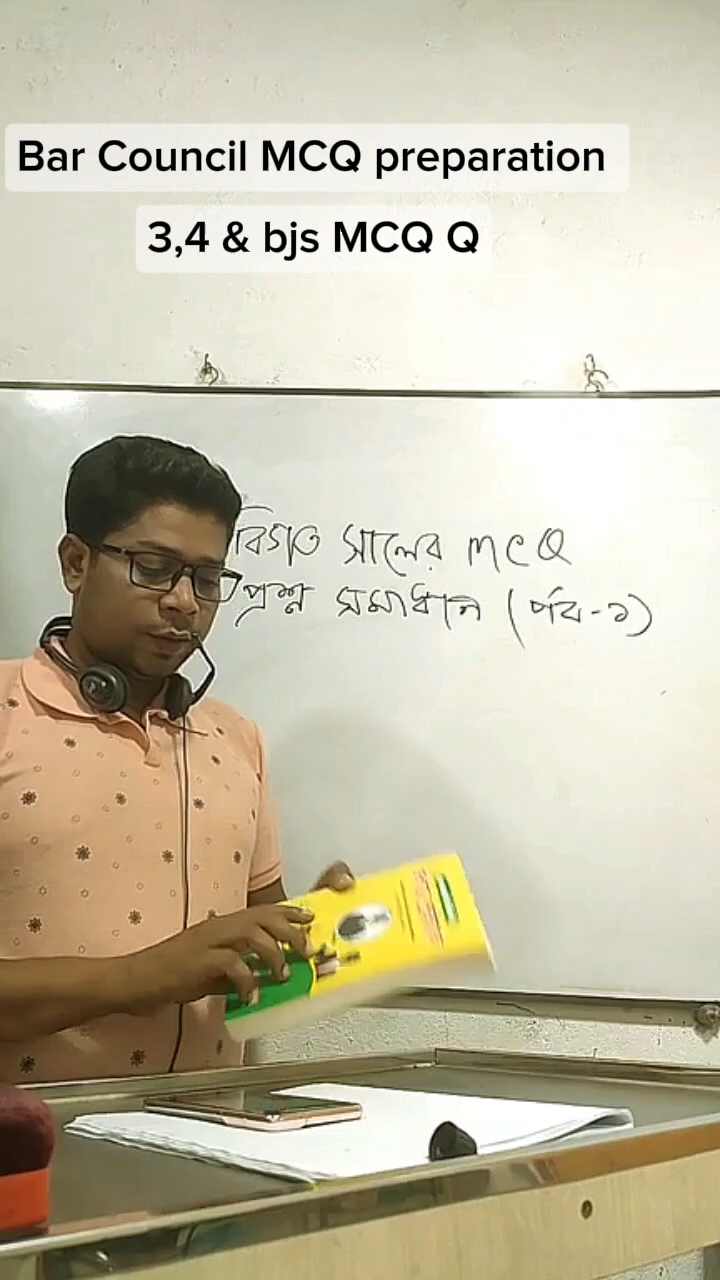 Bar Council MCQ preparation
3,4 & bjs MCQ Q
বিগত সালের MCQ
প্রশ্ন সমাধান (পর্ব-১)